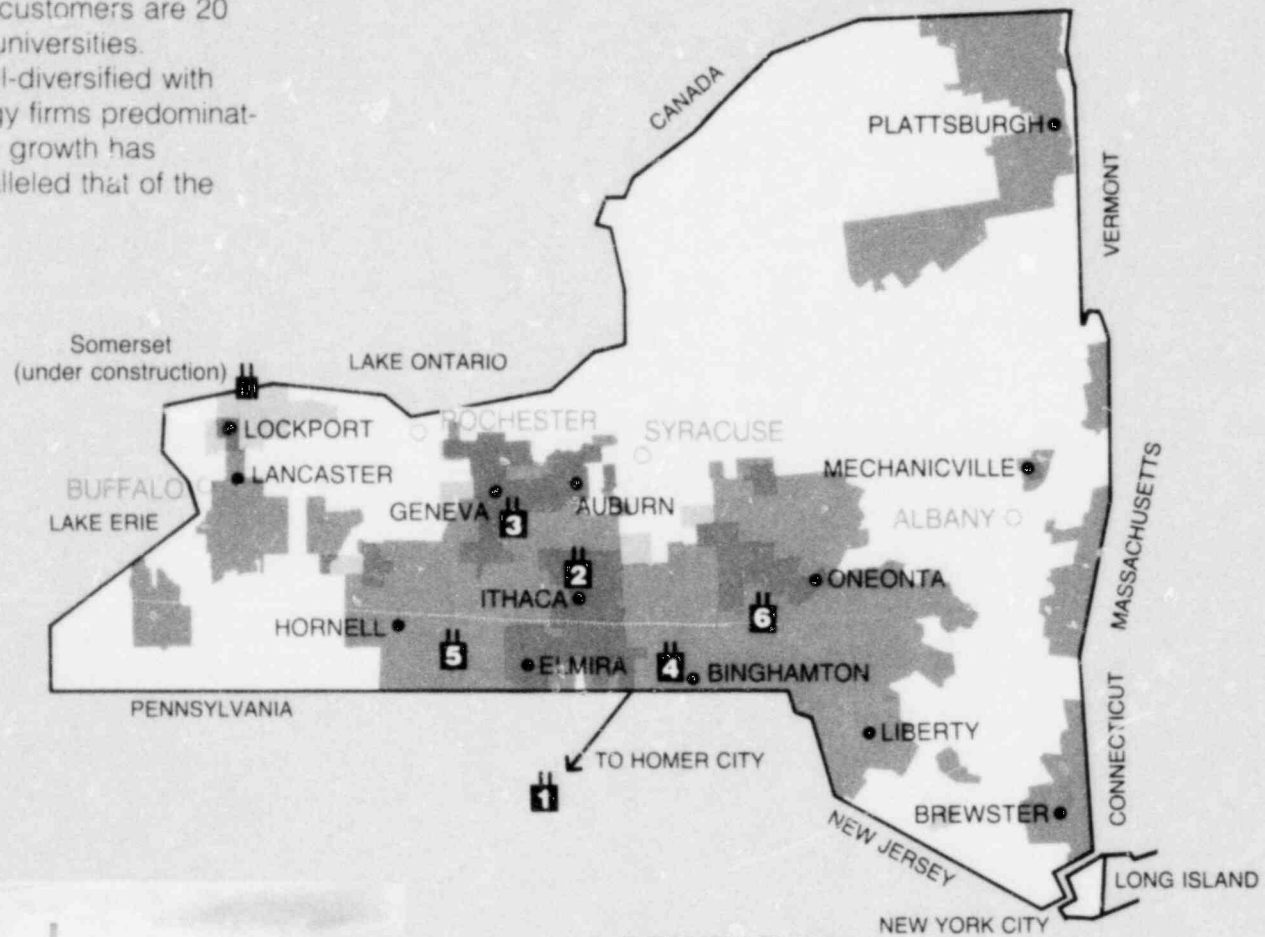 customers are 20
universities.
l-diversified with
gy firms predominat-
growth has
lleled that of the
CANADA
PLATTSBURGH
VERMONT
Somerset
(under construction)
LAKE ONTARIO
LOCKPORT
ROCHESTER
SYRACUSE
LANCASTER
MECHANICVILLE
BUFFALO
LAKE ERIE
GENEVA
AUBURN
ALBANY
MASSACHUSETTS
3
2
ITHACA
ONEONTA
6
HORNELL
5
ELMIRA
4
BINGHAMTON
PENNSYLVANIA
LIBERTY
CONNECTICUT
TO HOMER CITY
1
BREWSTER
NEW JERSEY
LONG ISLAND
NEW YORK CITY